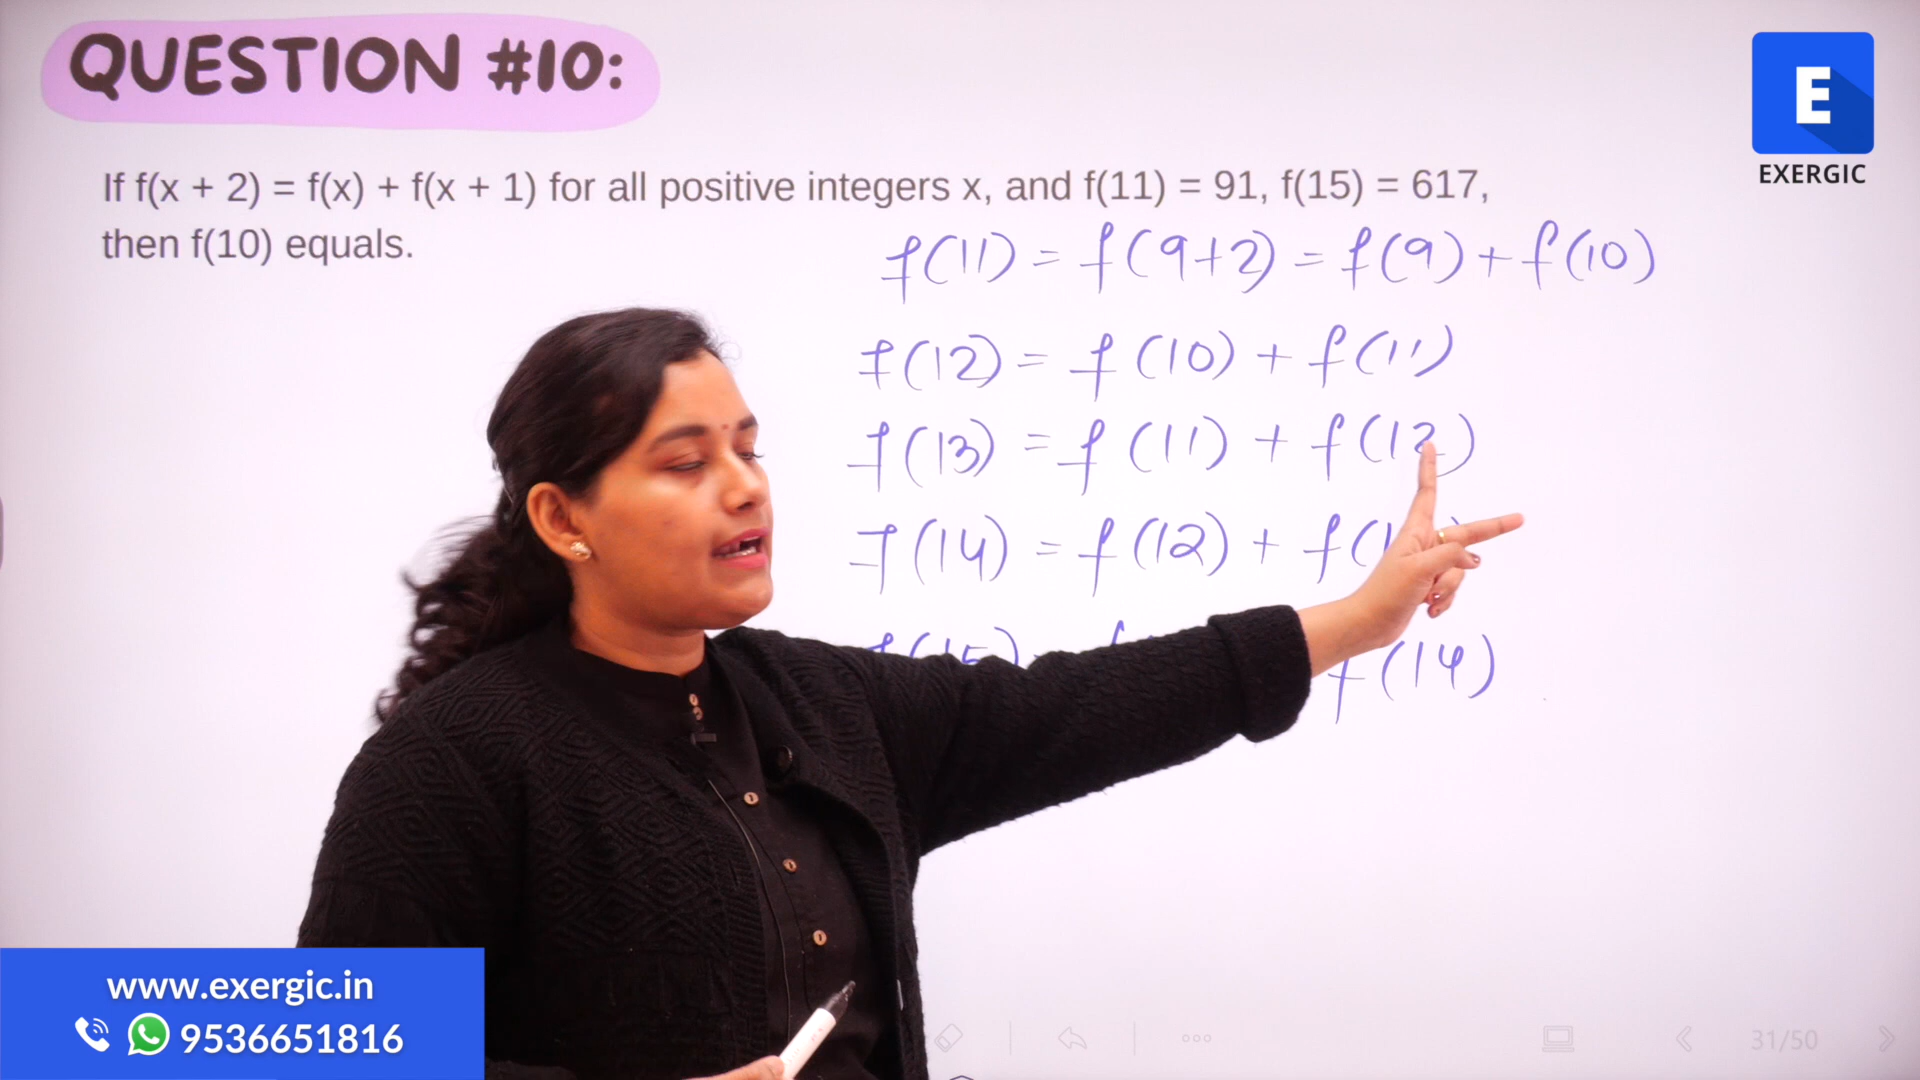 QUESTION #10:
E
EXERGIC
If f(x + 2) = f(x) + f(x + 1) for all positive integers x, and f(11) = 91, f(15) = 617,
then f(10) equals.
f(11) = f(9+2) = f(9) + f(10)
f(12) = f(10) + f(11)
f(13) = f(11) + f(12)
f(14) = f(12) + f(1
f(15) f(14)
www.exergic.in
9536651816
31/50